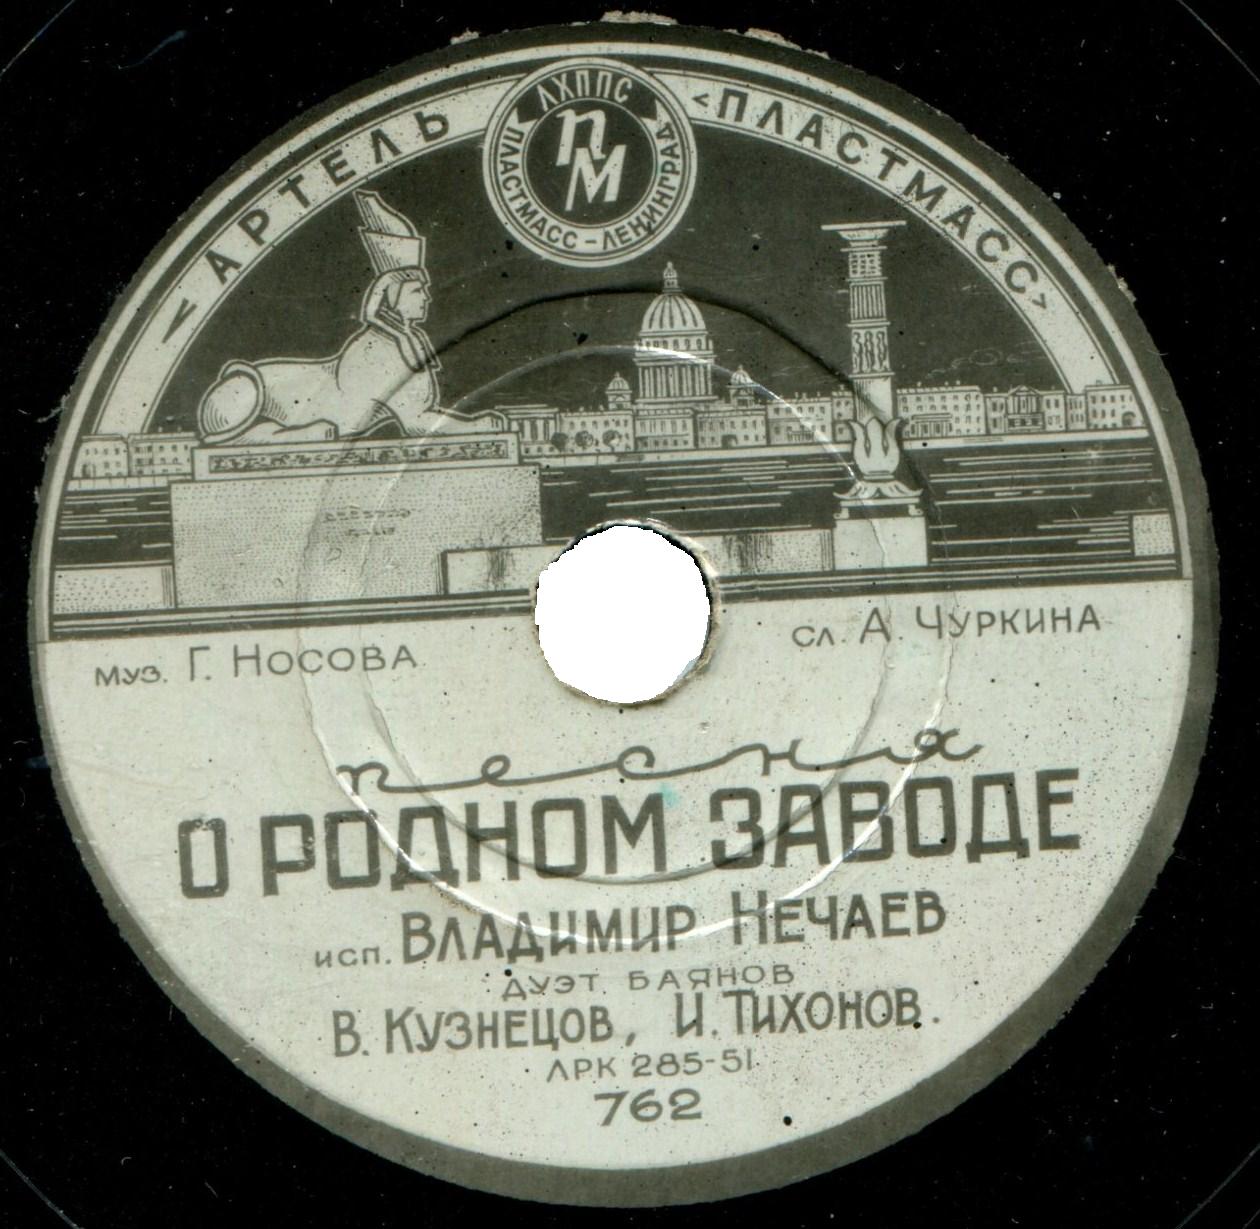 АРТЕЛЬ «ПЛАСТМАСС»
ЛХППС
ПМ
ПЛАСТМАСС-ЛЕНИНГРАД
муз. Г. НОСОВА
сл. А. ЧУРКИНА
песня
О РОДНОМ ЗАВОДЕ
исп. ВЛАДИМИР НЕЧАЕВ
ДУЭТ БАЯНОВ
В. КУЗНЕЦОВ, И. ТИХОНОВ.
ЛРК 285-51
762